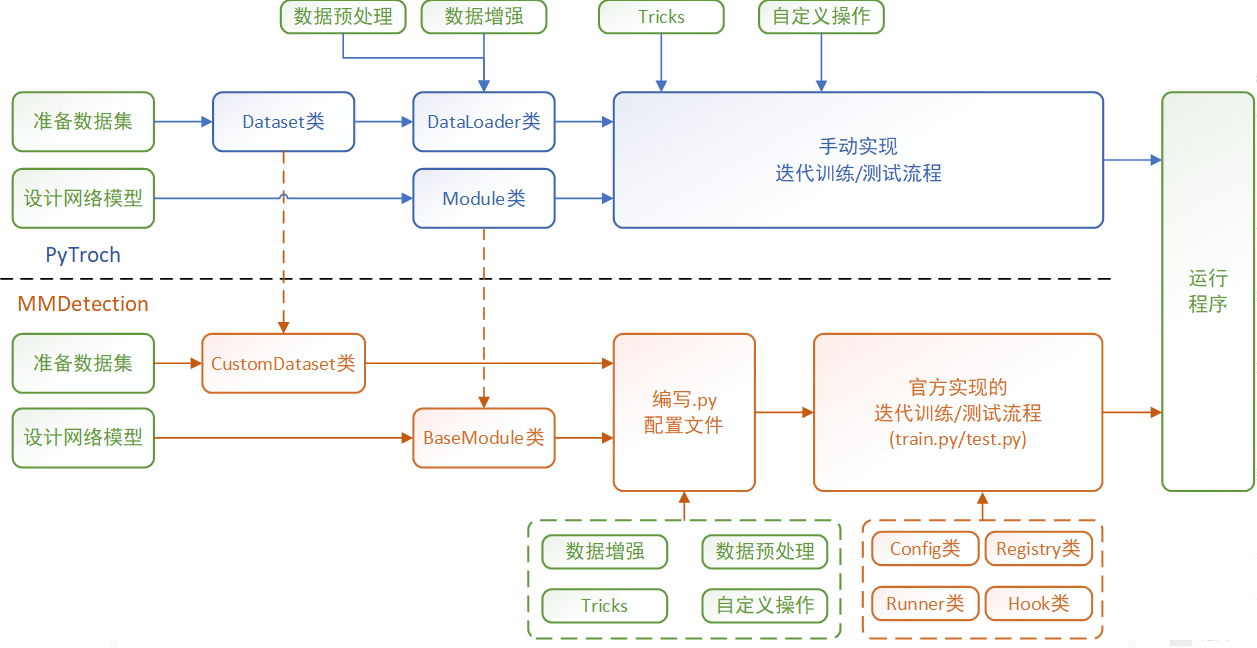 数据预处理
数据增强
Tricks
自定义操作
准备数据集
Dataset类
DataLoader类
手动实现
迭代训练/测试流程
设计网络模型
Module类
PyTroch
运行
程序
MMDetection
准备数据集
CustomDataset类
编写.py
配置文件
官方实现的
迭代训练/测试流程
(train.py/test.py)
设计网络模型
BaseModule类
数据增强
数据预处理
Config类
Registry类
Tricks
自定义操作
Runner类
Hook类